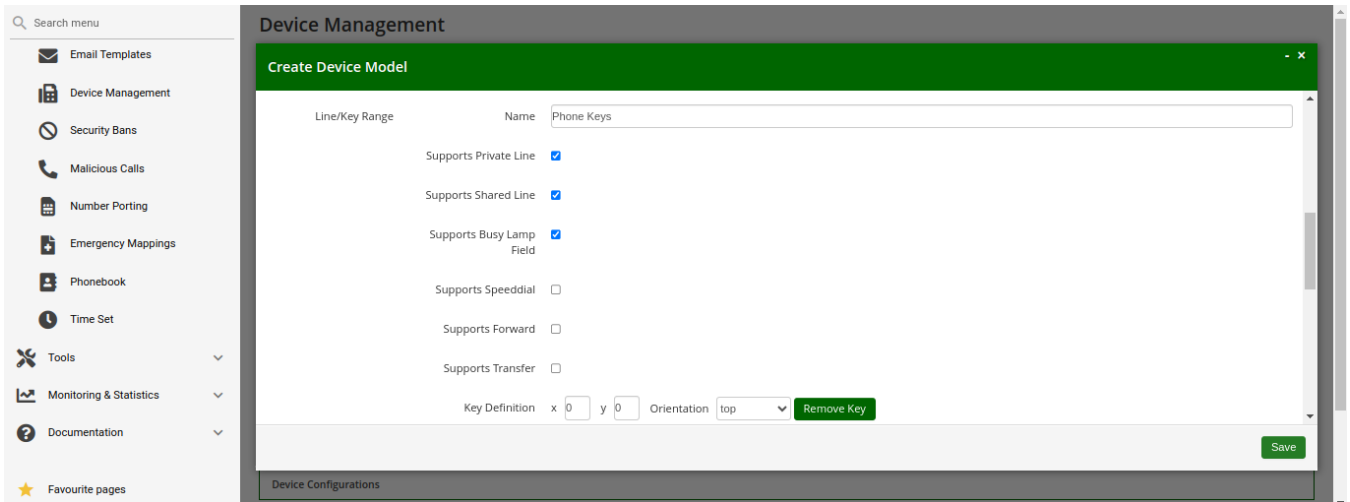 Search menu
Email Templates
Device Management
Security Bans
Malicious Calls
Number Porting
Emergency Mappings
Phonebook
Time Set
Tools
Monitoring & Statistics
Documentation
Favourite pages
Device Management
Create Device Model
- ×
Line/Key Range Name Phone Keys
Supports Private Line
Supports Shared Line
Supports Busy Lamp
Field
Supports Speeddial
Supports Forward
Supports Transfer
Key Definition x 0 y 0 Orientation top Remove Key
Save
Device Configurations